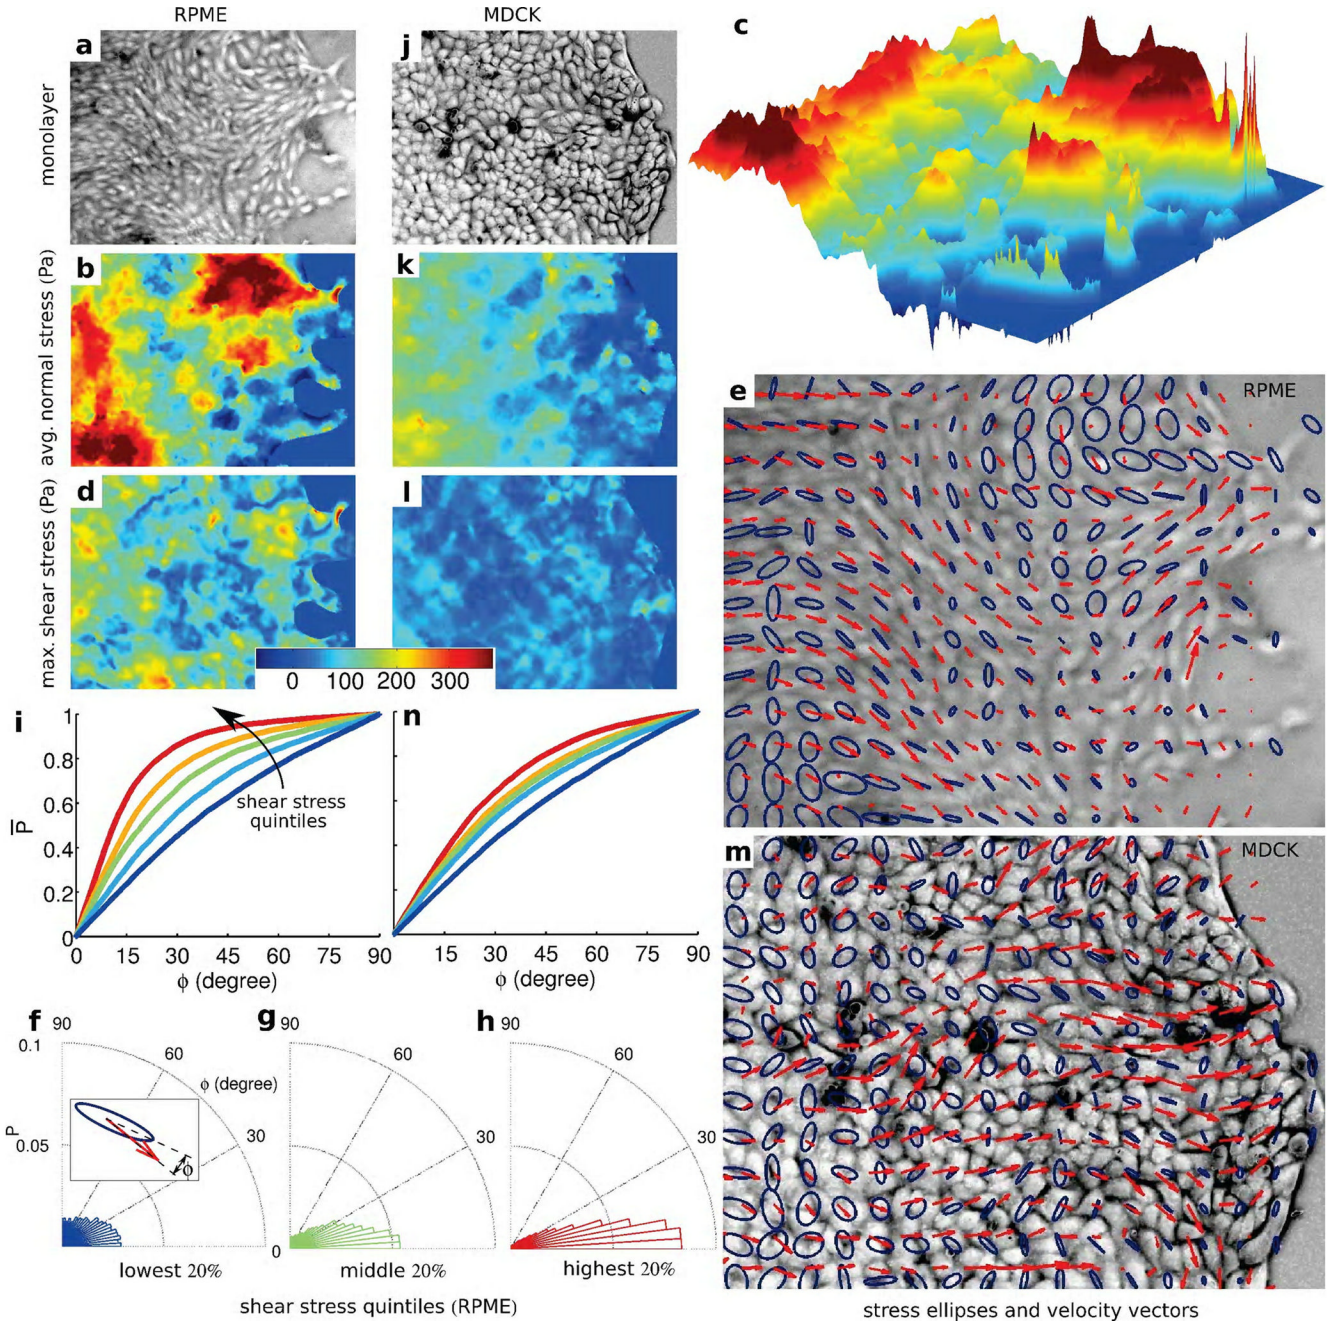 RPME
MDCK
a
j
c
monolayer
b
k
avg. normal stress (Pa)
d
l
max. shear stress (Pa)
0 100 200 300
e
RPME
m
MDCK
stress ellipses and velocity vectors
i
n
1
0.8
0.6
0.4
0.2
0
P
shear stress
quintiles
0 15 30 45 60 75 90
15 30 45 60 75 90
ϕ (degree)
ϕ (degree)
f
g
h
90
90
90
0.1
60
60
60
ϕ (degree)
P
0.05
30
30
30
ϕ
0
lowest 20%
middle 20%
highest 20%
shear stress quintiles (RPME)